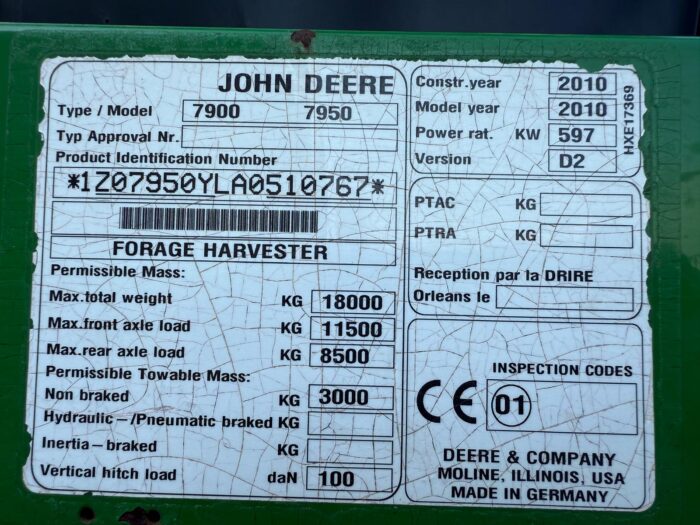 JOHN DEERE
Type / Model 7900 7950
Typ Approval Nr.
Product Identification Number
*1Z07950YLA0510767*
FORAGE HARVESTER
Permissible Mass:
Max.total weight KG 18000
Max.front axle load KG 11500
Max.rear axle load KG 8500
Permissible Towable Mass:
Non braked KG 3000
Hydraulic-/Pneumatic braked KG
Inertia-braked KG
Vertical hitch load daN 100
Constr.year 2010
Model year 2010
Power rat. KW 597
Version D2
HXE17369
PTAC KG
PTRA KG
Reception par la DRIRE
Orleans le
INSPECTION CODES
CE 01
DEERE & COMPANY
MOLINE, ILLINOIS, USA
MADE IN GERMANY